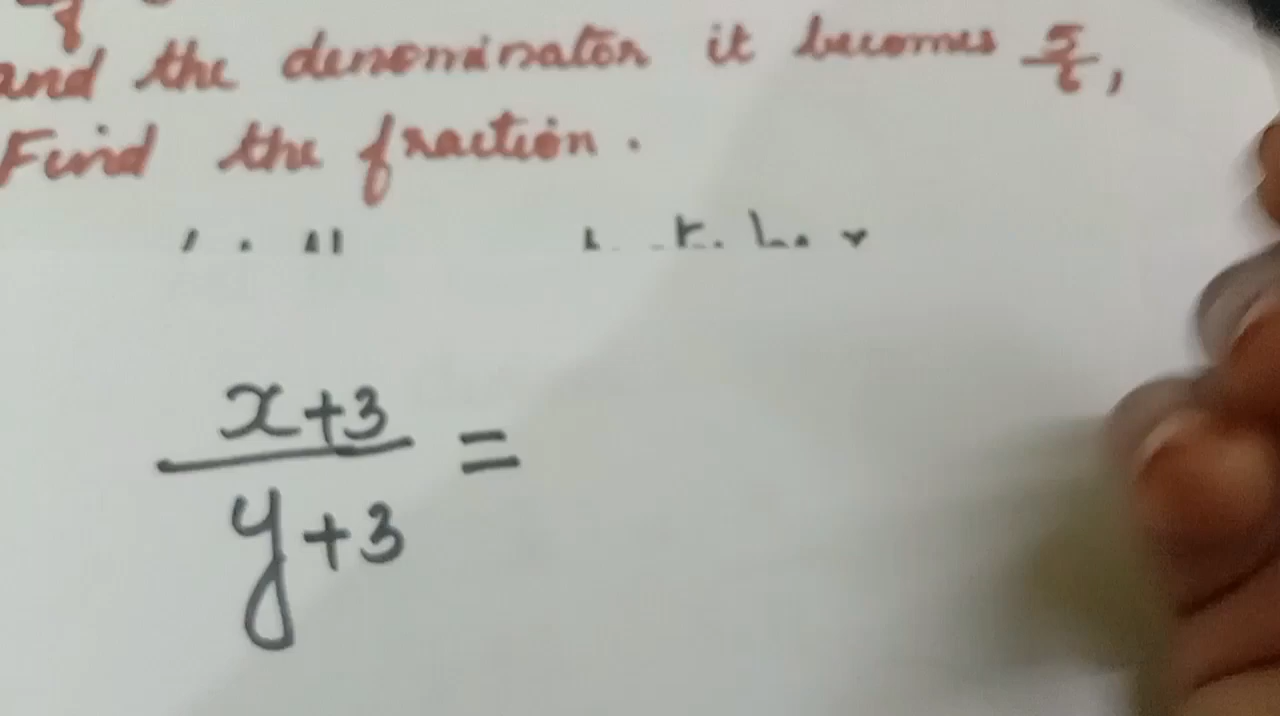 and the denominator it becomes 5/6,
Find the fraction.
x+3
y+3 =